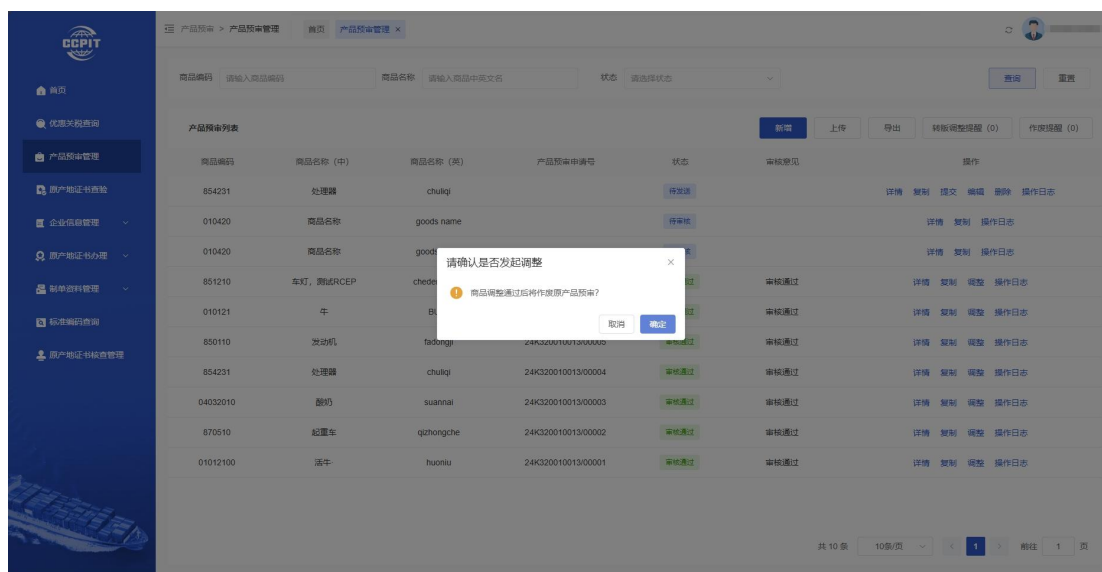 CCPIT
产品预审 > 产品预审管理 首页 产品预审管理 ×
首页
优惠关税查询
产品预审管理
原产地证书查验
企业信息管理
原产地证书办理
制单资料管理
标准编码查询
原产地证书核查管理
商品编码 请输入商品编码 商品名称 请输入商品中英文名 状态 请选择状态 查询 重置
产品预审列表 新增 上传 导出 转版调整提醒 (0) 作废提醒 (0)
商品编码 商品名称 (中) 商品名称 (英) 产品预审申请号 状态 审核意见 操作
854231 处理器 chuliqi 待发送 详情 复制 提交 编辑 删除 操作日志
010420 商品名称 goods name 待审核 详情 复制 操作日志
010420 商品名称 goods 详情 复制 操作日志
851210 车灯，测试RCEP 审核通过 详情 复制 调整 操作日志
010121 牛 审核通过 详情 复制 调整 操作日志
850110 发动机 fadongji 24K320010013/00005 审核通过 审核通过 详情 复制 调整 操作日志
854231 处理器 chuliqi 24K320010013/00004 审核通过 审核通过 详情 复制 调整 操作日志
04032010 酸奶 suannai 24K320010013/00003 审核通过 审核通过 详情 复制 调整 操作日志
870510 起重车 qizhongche 24K320010013/00002 审核通过 审核通过 详情 复制 调整 操作日志
01012100 活牛 huoniu 24K320010013/00001 审核通过 审核通过 详情 复制 调整 操作日志
请确认是否发起调整 ×
商品调整通过后将作废原产品预审?
取消 确定
共 10 条 10条/页 < 1 > 前往 1 页